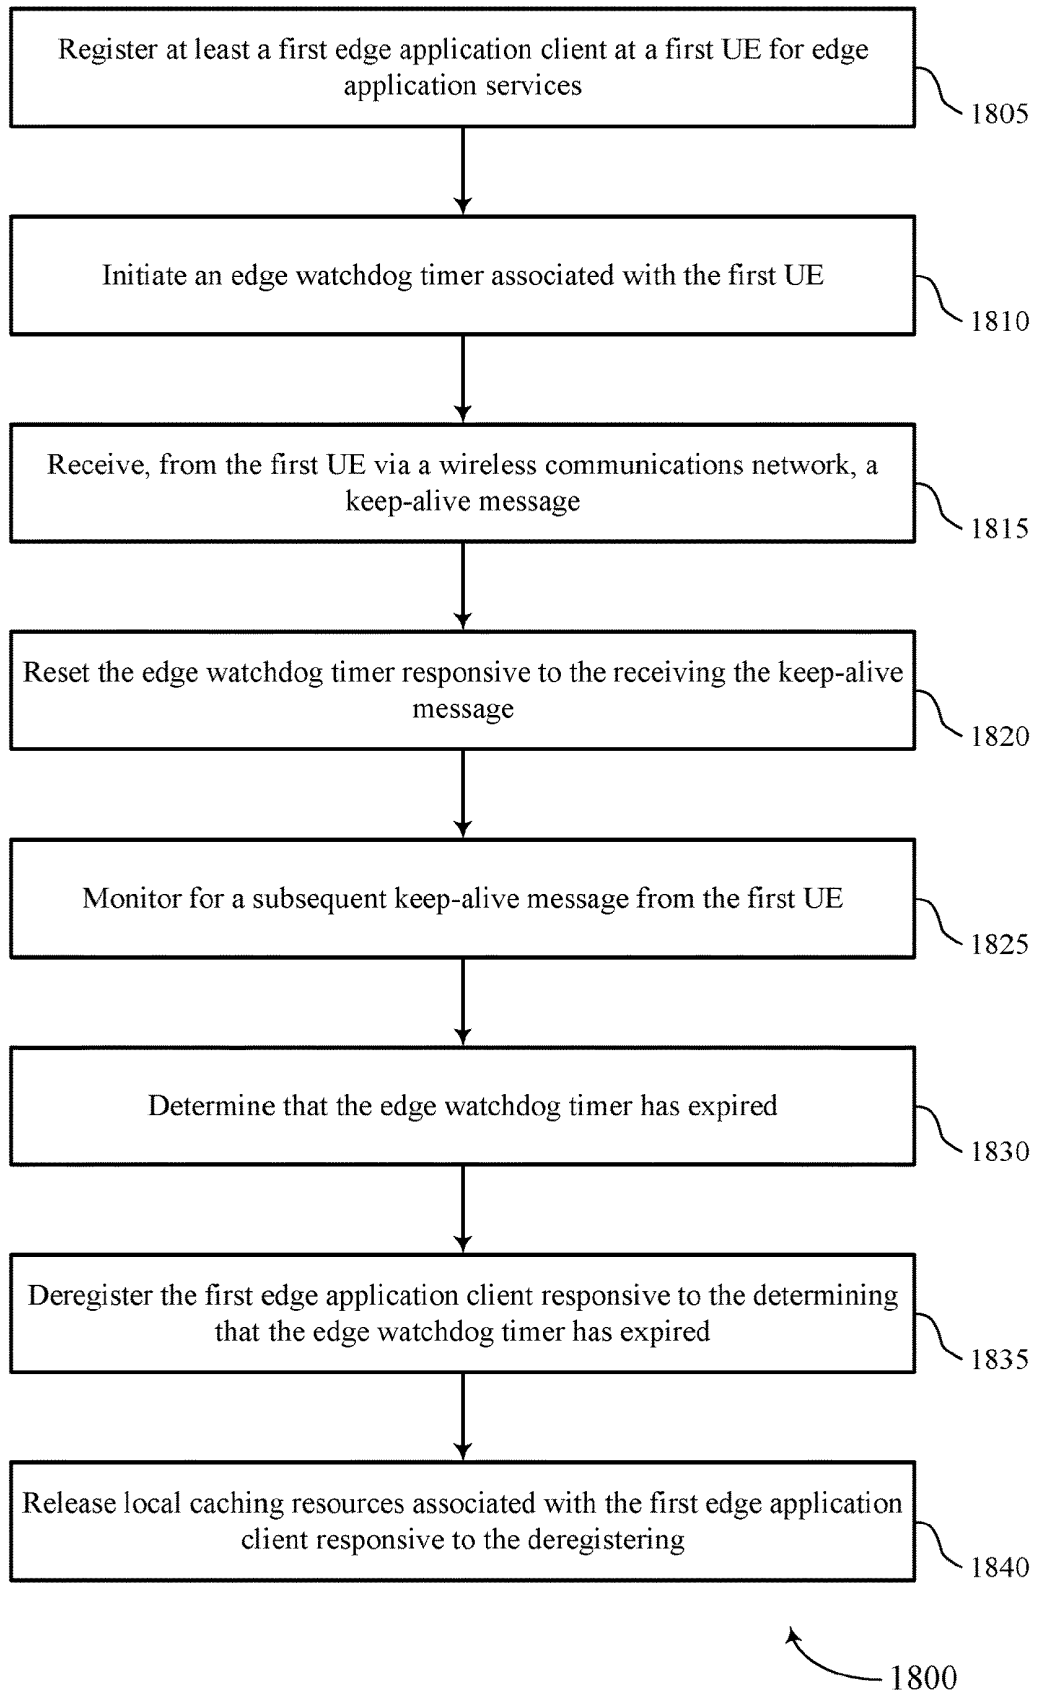 Register at least a first edge application client at a first UE for edge
application services
1805
Initiate an edge watchdog timer associated with the first UE
1810
Receive, from the first UE via a wireless communications network, a
keep-alive message
1815
Reset the edge watchdog timer responsive to the receiving the keep-alive
message
1820
Monitor for a subsequent keep-alive message from the first UE
1825
Determine that the edge watchdog timer has expired
1830
Deregister the first edge application client responsive to the determining
that the edge watchdog timer has expired
1835
Release local caching resources associated with the first edge application
client responsive to the deregistering
1840
1800